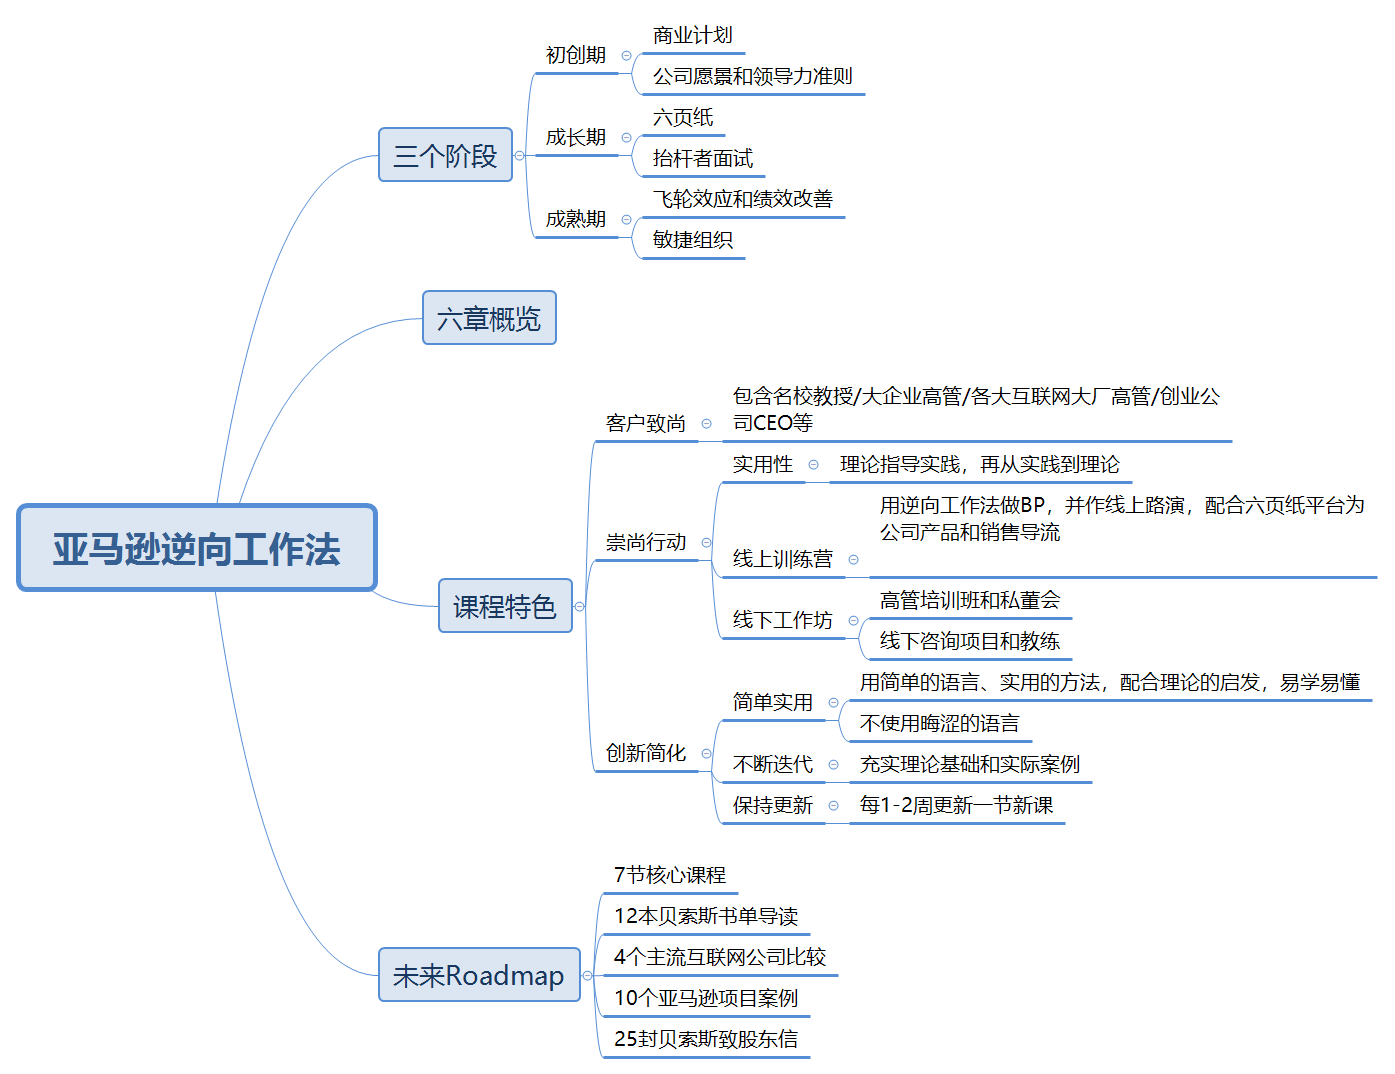 亚马逊逆向工作法
三个阶段
初创期
商业计划
公司愿景和领导力准则
成长期
六页纸
抬杆者面试
成熟期
飞轮效应和绩效改善
敏捷组织
六章概览
课程特色
客户致尚
包含名校教授/大企业高管/各大互联网大厂高管/创业公
司CEO等
崇尚行动
实用性
理论指导实践，再从实践到理论
线上训练营
用逆向工作法做BP，并作线上路演，配合六页纸平台为
公司产品和销售导流
线下工作坊
高管培训班和私董会
线下咨询项目和教练
创新简化
简单实用
用简单的语言、实用的方法，配合理论的启发，易学易懂
不使用晦涩的语言
不断迭代
充实理论基础和实际案例
保持更新
每1-2周更新一节新课
未来Roadmap
7节核心课程
12本贝索斯书单导读
4个主流互联网公司比较
10个亚马逊项目案例
25封贝索斯致股东信